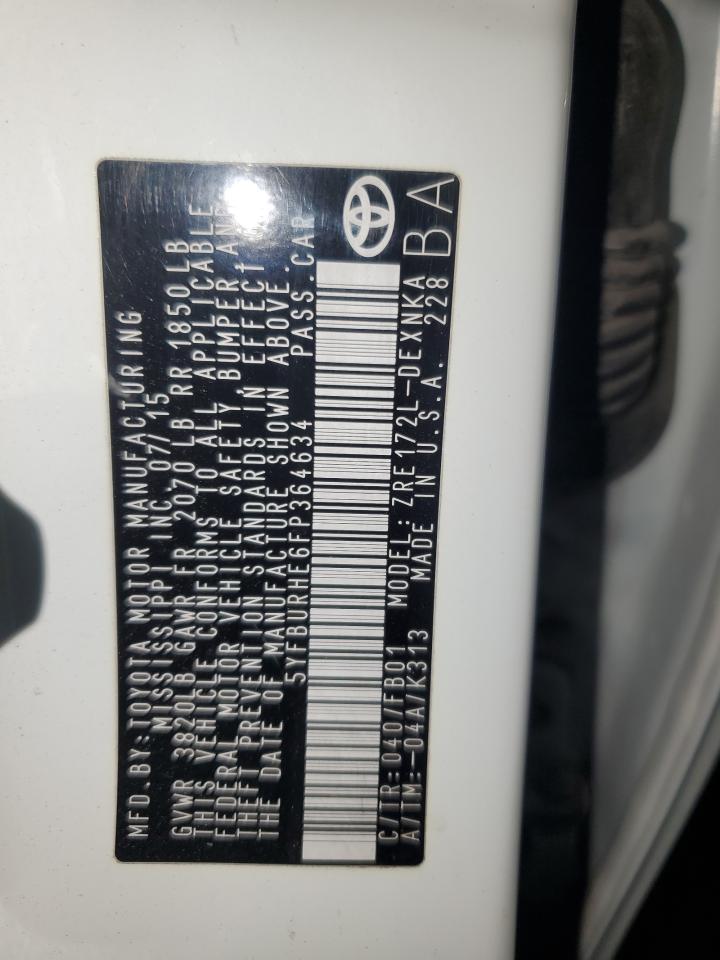 MFD.BY:TOYOTA MOTOR MANUFACTURING
MISSISSIPPI INC.07/15
GVWR 3820LB GAWR FR 2070 LB RR 1850LB
THIS VEHICLE CONFORMS TO ALL APPLICABLE
FEDERAL MOTOR VEHICLE SAFETY BUMPER AND
THEFT PREVENTION STANDARDS IN EFFECT
THE DATE OF MANUFACTURE SHOWN ABOVE.
5YFBURHE6FP364634 PASS.CAR
C/TR:040/FB01 MODEL:ZRE172L-DEXNKA
A/TM:-04A/K313 MADE IN U.S.A. 228 BA